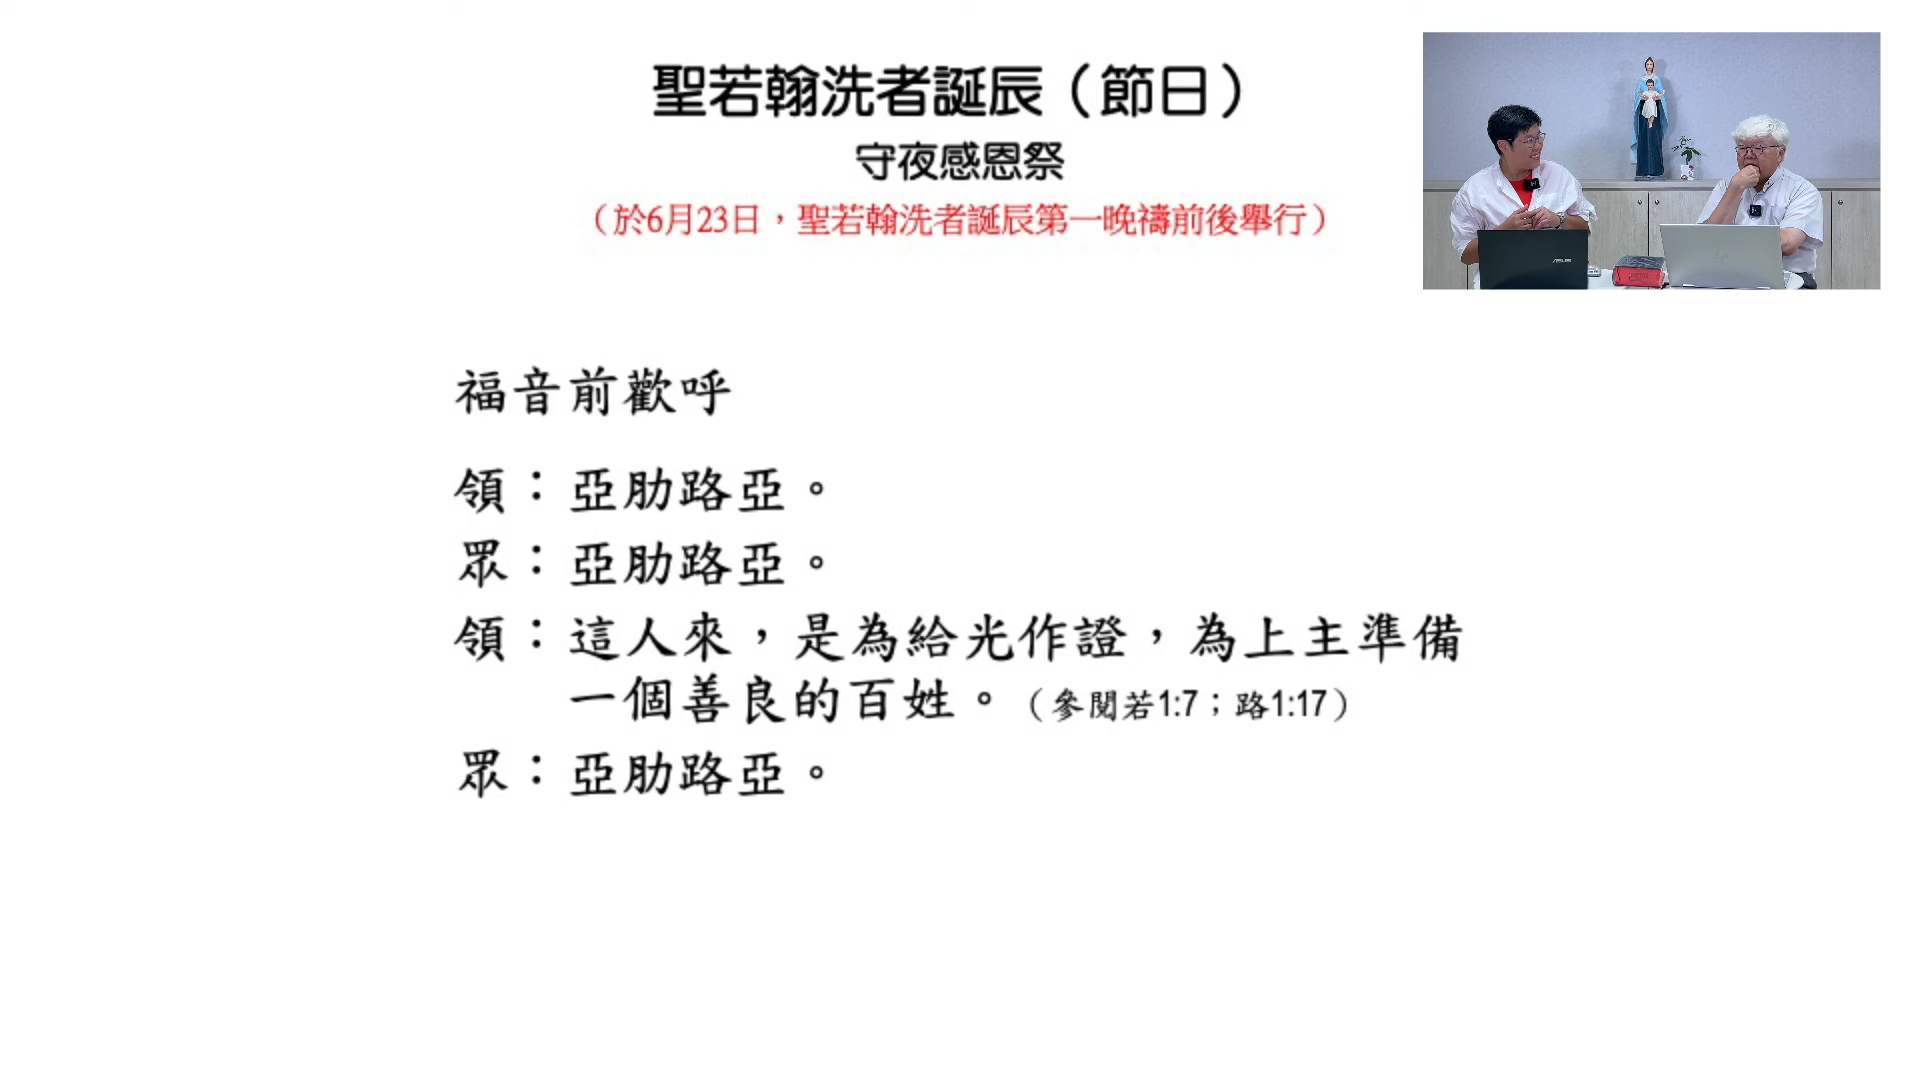 聖若翰洗者誕辰（節日）
守夜感恩祭
（於6月23日，聖若翰洗者誕辰第一晚禱前後舉行）
福音前歡呼
領：亞肋路亞。
眾：亞肋路亞。
領：這人來，是為給光作證，為上主準備
一個善良的百姓。（參閱若1:7；路1:17）
眾：亞肋路亞。
ASUS